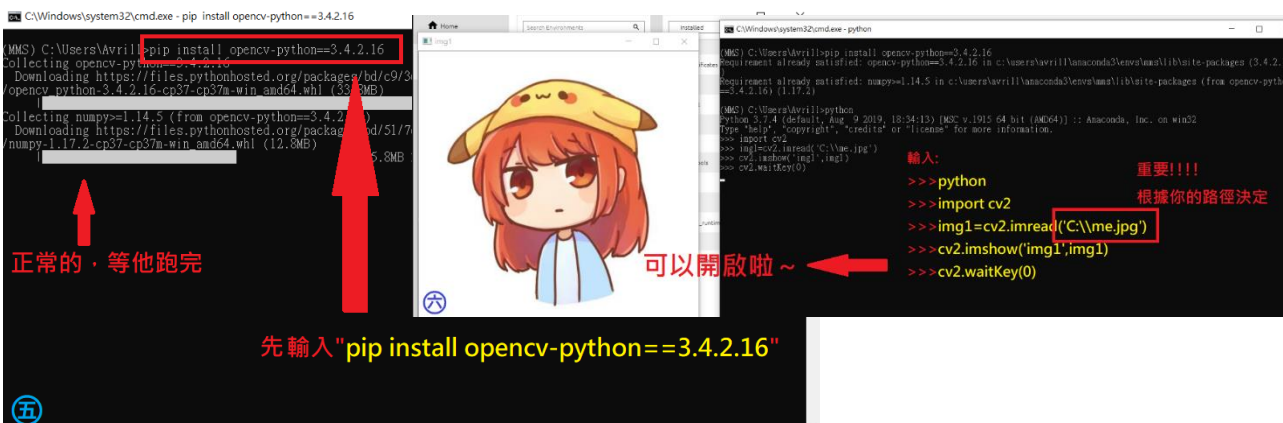 C:\Windows\system32\cmd.exe - pip install opencv-python==3.4.2.16
(MMS) C:\Users\Avrill>pip install opencv-python==3.4.2.16
Collecting opencv-python==3.4.2.16
Downloading https://files.pythonhosted.org/packages/bd/c9/3
/opencv_python-3.4.2.16-cp37-cp37m-win_amd64.whl (33.8MB)
Collecting numpy>=1.14.5 (from opencv-python==3.4.2.16)
Downloading https://files.pythonhosted.org/packages/bd/51/7
/numpy-1.17.2-cp37-cp37m-win_amd64.whl (12.8MB)
5.8MB
正常的,等他跑完
先輸入"pip install opencv-python==3.4.2.16"
五
Home
Search Environments
Installed
img1
六
可以開啟啦~
C:\Windows\system32\cmd.exe - python
(MMS) C:\Users\Avrill>pip install opencv-python==3.4.2.16
Requirement already satisfied: opencv-python==3.4.2.16 in c:\users\avrill\anaconda3\envs\mms\lib\site-packages (3.4.2.
)
Requirement already satisfied: numpy>=1.14.5 in c:\users\avrill\anaconda3\envs\mms\lib\site-packages (from opencv-pyth
==3.4.2.16) (1.17.2)
(MMS) C:\Users\Avrill>python
Python 3.7.4 (default, Aug 9 2019, 18:34:13) [MSC v.1915 64 bit (AMD64)] :: Anaconda, Inc. on win32
Type "help", "copyright", "credits" or "license" for more information.
>>> import cv2
>>> img1=cv2.imread('C:\\me.jpg')
>>> cv2.imshow('img1',img1)
>>> cv2.waitKey(0)
輸入:
>>>python
>>>import cv2
>>>img1=cv2.imread('C:\\me.jpg')
>>>cv2.imshow('img1',img1)
>>>cv2.waitKey(0)
重要!!!!
根據你的路徑決定